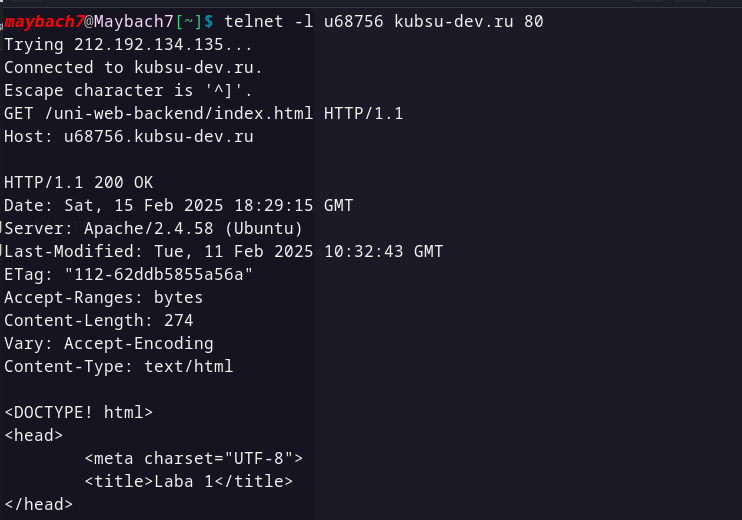 maybach7@Maybach7[~]$ telnet -l u68756 kubsu-dev.ru 80
Trying 212.192.134.135...
Connected to kubsu-dev.ru.
Escape character is '^]'.
GET /uni-web-backend/index.html HTTP/1.1
Host: u68756.kubsu-dev.ru

HTTP/1.1 200 OK
Date: Sat, 15 Feb 2025 18:29:15 GMT
Server: Apache/2.4.58 (Ubuntu)
Last-Modified: Tue, 11 Feb 2025 10:32:43 GMT
ETag: "112-62ddb5855a56a"
Accept-Ranges: bytes
Content-Length: 274
Vary: Accept-Encoding
Content-Type: text/html

<DOCTYPE! html>
<head>
        <meta charset="UTF-8">
        <title>Laba 1</title>
</head>